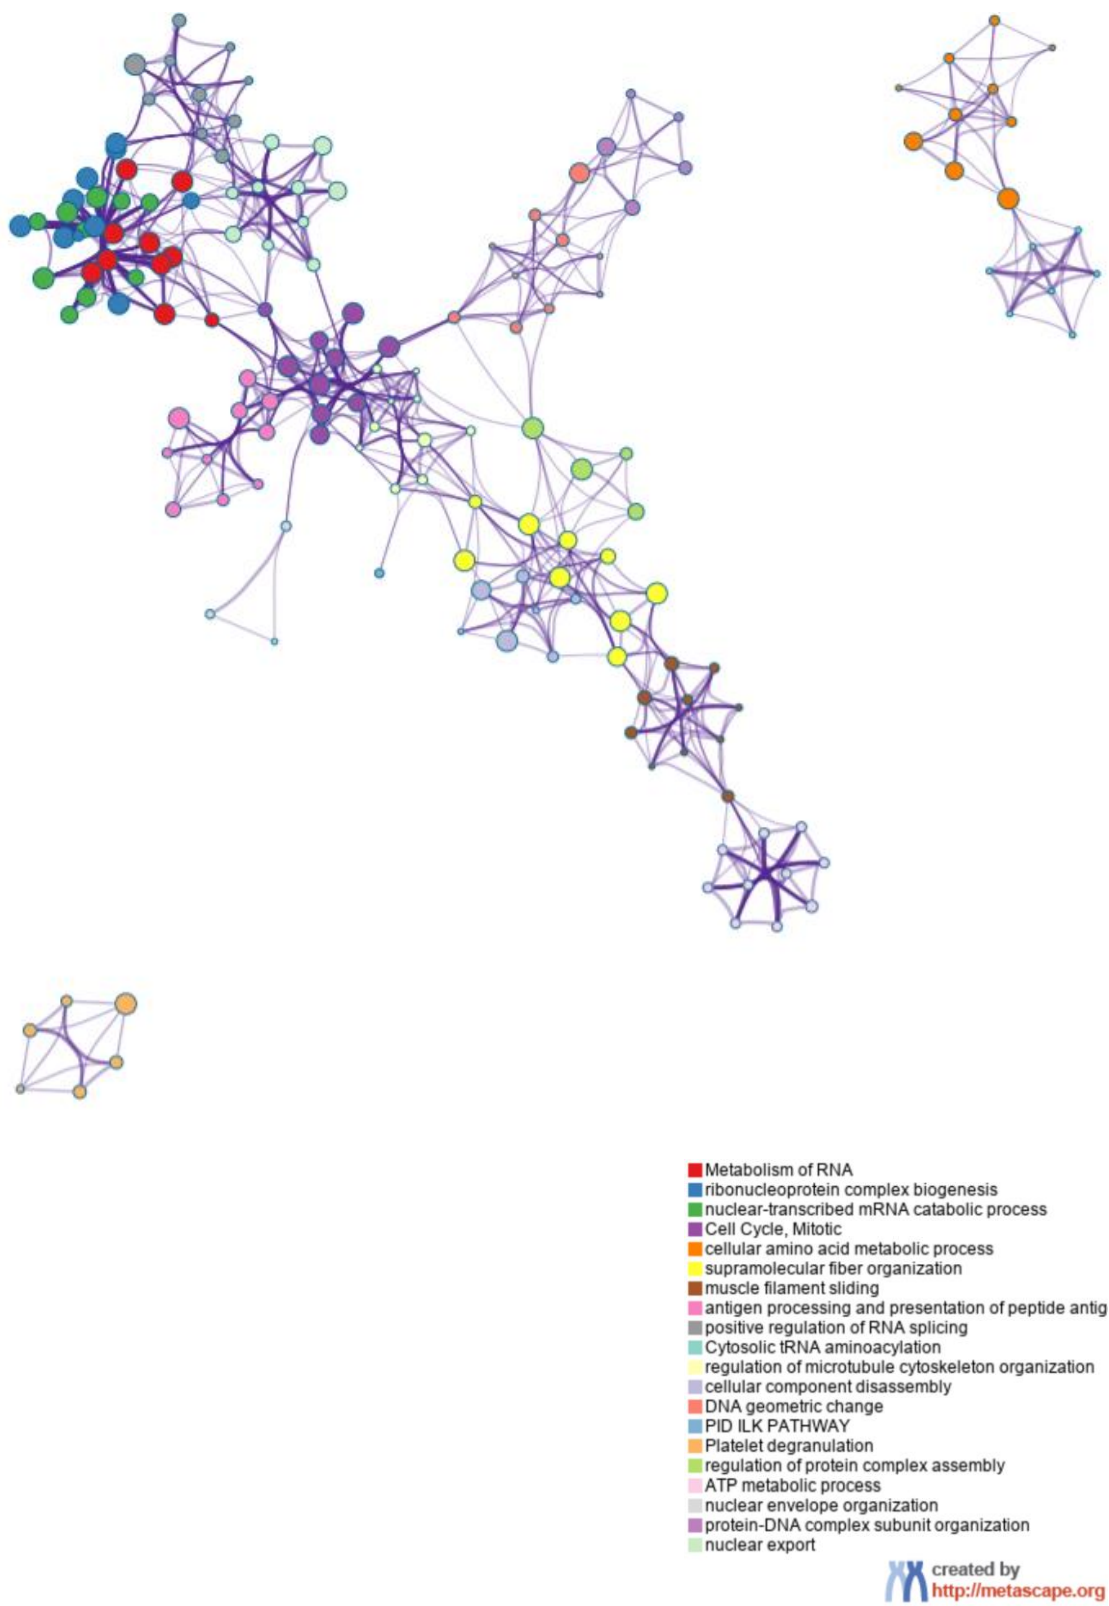 Metabolism of RNA
ribonucleoprotein complex biogenesis
nuclear-transcribed mRNA catabolic process
Cell Cycle, Mitotic
cellular amino acid metabolic process
supramolecular fiber organization
muscle filament sliding
antigen processing and presentation of peptide antig
positive regulation of RNA splicing
Cytosolic tRNA aminoacylation
regulation of microtubule cytoskeleton organization
cellular component disassembly
DNA geometric change
PID ILK PATHWAY
Platelet degranulation
regulation of protein complex assembly
ATP metabolic process
nuclear envelope organization
protein-DNA complex subunit organization
nuclear export
created by
http://metascape.org